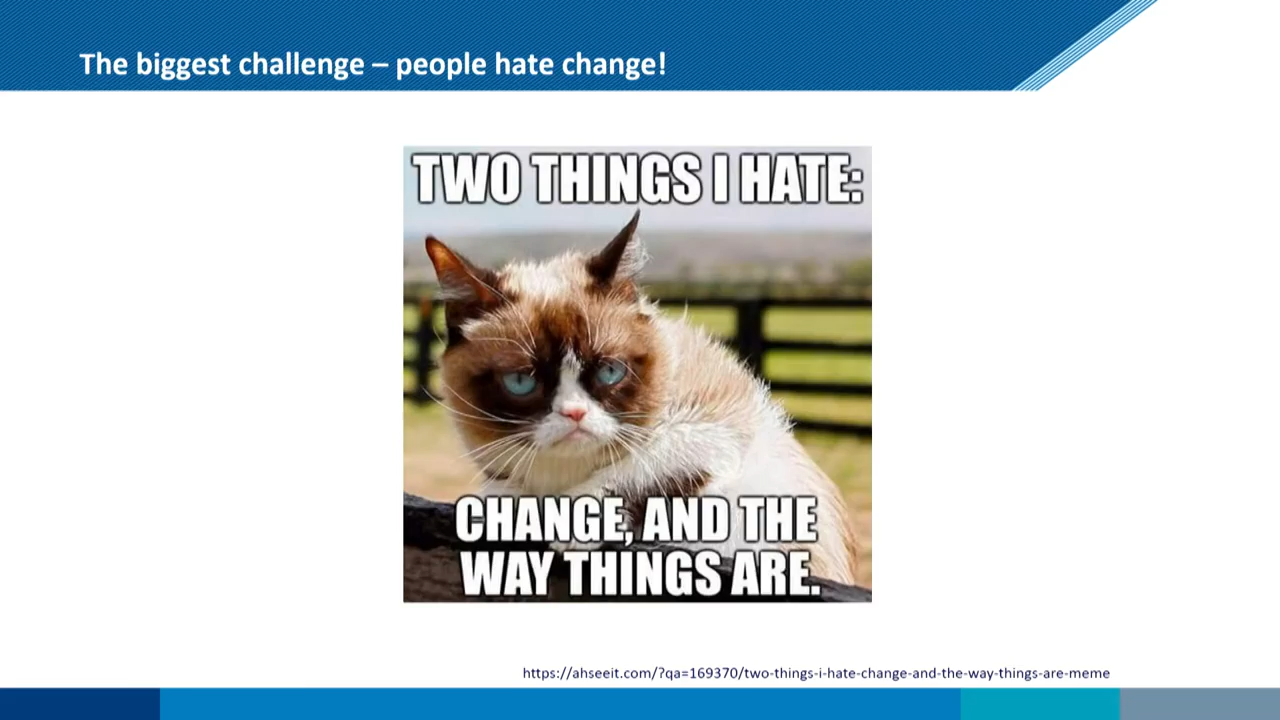 The biggest challenge – people hate change!
TWO THINGS I HATE:
CHANGE, AND THE
WAY THINGS ARE.
https://ahseeit.com/?qa=169370/two-things-i-hate-change-and-the-way-things-are-meme